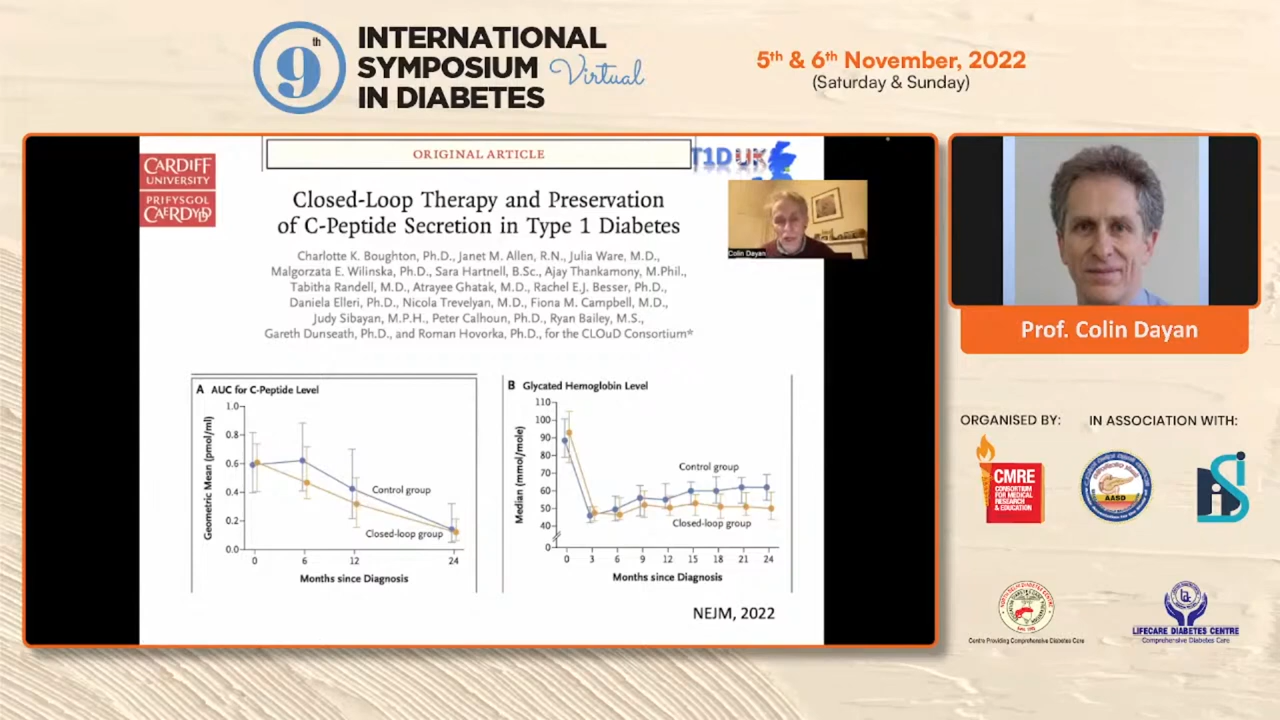 9th
INTERNATIONAL
SYMPOSIUM Virtual
IN DIABETES
5th & 6th November, 2022
(Saturday & Sunday)
CARDIFF
UNIVERSITY
PRIFYSGOL
CAERDYDD
ORIGINAL ARTICLE
T1DUK
Closed-Loop Therapy and Preservation
of C-Peptide Secretion in Type 1 Diabetes
Charlotte K. Boughton, Ph.D., Janet M. Allen, R.N., Julia Ware, M.D.,
Malgorzata E. Wilinska, Ph.D., Sara Hartnell, B.Sc., Ajay Thankamony, M.Phil.,
Tabitha Randell, M.D., Atrayee Ghatak, M.D., Rachel E.J. Besser, Ph.D.,
Daniela Elleri, Ph.D., Nicola Trevelyan, M.D., Fiona M. Campbell, M.D.,
Judy Sibayan, M.P.H., Peter Calhoun, Ph.D., Ryan Bailey, M.S.,
Gareth Dunseath, Ph.D., and Roman Hovorka, Ph.D., for the CLOuD Consortium*
Colin Dayan
A AUC for C-Peptide Level
Geometric Mean (pmol/ml)
1.0
0.8
0.6
0.4
0.2
0.0
Control group
Closed-loop group
0 6 12 24
Months since Diagnosis
B Glycated Hemoglobin Level
Median (mmol/mole)
110
100
90
80
70
60
50
40
0
Control group
Closed-loop group
0 3 6 9 12 15 18 21 24
Months since Diagnosis
NEJM, 2022
Prof. Colin Dayan
ORGANISED BY:
IN ASSOCIATION WITH:
CMRE
CONSORTIUM
FOR MEDICAL
RESEARCH
& EDUCATION
AASD
Centre Providing Comprehensive Diabetes Care
LIFECARE DIABETES CENTRE
Comprehensive Diabetes Care